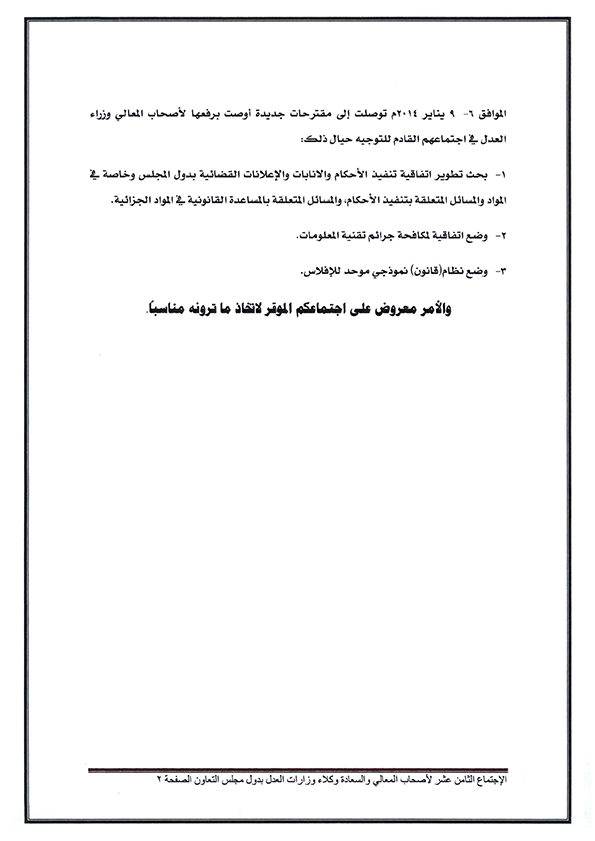 الموافق ٦- ٩ يناير ٢٠١٤م توصلت إلى مقترحات جديدة أوصت برفعها لأصحاب المعالي وزراء
العدل في اجتماعهم القادم للتوجيه حيال ذلك:
١- بحث تطوير اتفاقية تنفيذ الأحكام والانابات والإعلانات القضائية بدول المجلس وخاصة في
المواد والمسائل المتعلقة بتنفيذ الأحكام، والمسائل المتعلقة بالمساعدة القانونية في المواد الجزائية.
٢- وضع اتفاقية لمكافحة جرائم تقنية المعلومات.
٣- وضع نظام(قانون) نموذجي موحد للإفلاس.
والأمر معروض على اجتماعكم الموقر لاتخاذ ما ترونه مناسباً.
الإجتماع الثامن عشر لأصحاب المعالي والسعادة وكلاء وزارات العدل بدول مجلس التعاون الصفحة ٢